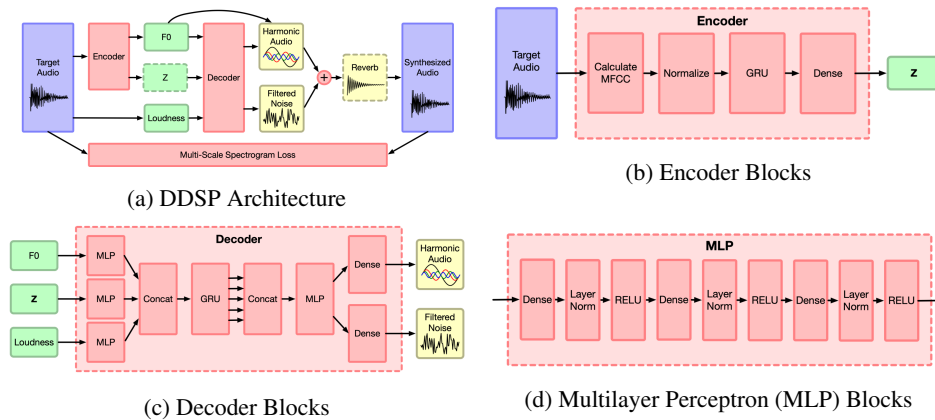 Target
Audio
Encoder
F0
Z
Loudness
Decoder
Harmonic
Audio
Filtered
Noise
+
Reverb
Synthesized
Audio
Multi-Scale Spectrogram Loss
(a) DDSP Architecture
Target
Audio
Encoder
Calculate
MFCC
Normalize
GRU
Dense
Z
(b) Encoder Blocks
Decoder
F0
Z
Loudness
MLP
MLP
MLP
Concat
GRU
Concat
MLP
Dense
Dense
Harmonic
Audio
Filtered
Noise
(c) Decoder Blocks
MLP
Dense
Layer
Norm
RELU
Dense
Layer
Norm
RELU
Dense
Layer
Norm
RELU
(d) Multilayer Perceptron (MLP) Blocks